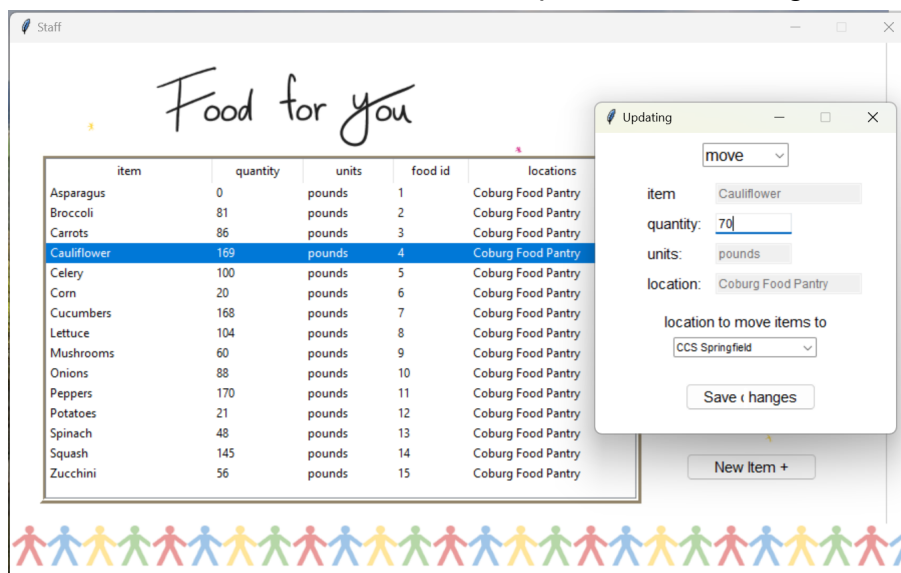 Staff
Food for you
item quantity units food id locations
Asparagus 0 pounds 1 Coburg Food Pantry
Broccoli 81 pounds 2 Coburg Food Pantry
Carrots 86 pounds 3 Coburg Food Pantry
Cauliflower 169 pounds 4 Coburg Food Pantry
Celery 100 pounds 5 Coburg Food Pantry
Corn 20 pounds 6 Coburg Food Pantry
Cucumbers 168 pounds 7 Coburg Food Pantry
Lettuce 104 pounds 8 Coburg Food Pantry
Mushrooms 60 pounds 9 Coburg Food Pantry
Onions 88 pounds 10 Coburg Food Pantry
Peppers 170 pounds 11 Coburg Food Pantry
Potatoes 21 pounds 12 Coburg Food Pantry
Spinach 48 pounds 13 Coburg Food Pantry
Squash 145 pounds 14 Coburg Food Pantry
Zucchini 56 pounds 15 Coburg Food Pantry
Updating
move
item Cauliflower
quantity: 70
units: pounds
location: Coburg Food Pantry
location to move items to
CCS Springfield
Save changes
New Item +